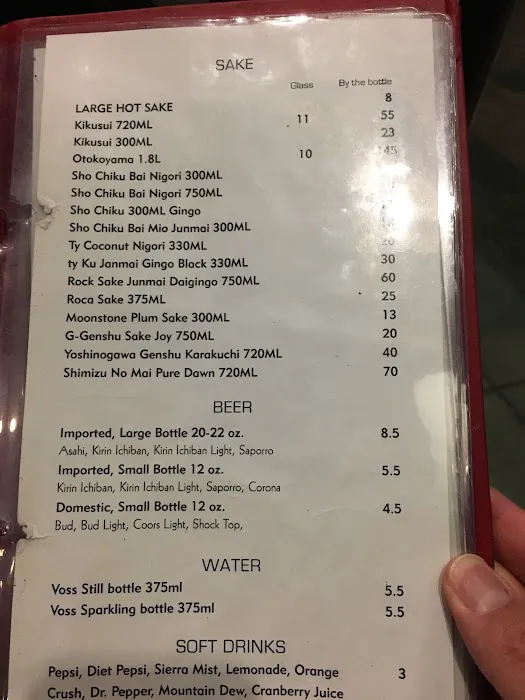 SAKE
Glass By the bottle
LARGE HOT SAKE 8
Kikusui 720ML 11 55
Kikusui 300ML 23
Otokoyama 1.8L 10
Sho Chiku Bai Nigori 300ML
Sho Chiku Bai Nigori 750ML
Sho Chiku 300ML Gingo
Sho Chiku Bai Mio Junmai 300ML
Ty Coconut Nigori 330ML 20
ty Ku Janmai Gingo Black 330ML 30
Rock Sake Junmai Daigingo 750ML 60
Roca Sake 375ML 25
Moonstone Plum Sake 300ML 13
G-Genshu Sake Joy 750ML 20
Yoshinogawa Genshu Karakuchi 720ML 40
Shimizu No Mai Pure Dawn 720ML 70
BEER
Imported, Large Bottle 20-22 oz. 8.5
Asahi, Kirin Ichiban, Kirin Ichiban Light, Saporro
Imported, Small Bottle 12 oz. 5.5
Kirin Ichiban, Kirin Ichiban Light, Saporro, Corona
Domestic, Small Bottle 12 oz. 4.5
Bud, Bud Light, Coors Light, Shock Top,
WATER
Voss Still bottle 375ml 5.5
Voss Sparkling bottle 375ml 5.5
SOFT DRINKS
Pepsi, Diet Pepsi, Sierra Mist, Lemonade, Orange 3
Crush, Dr. Pepper, Mountain Dew, Cranberry Juice